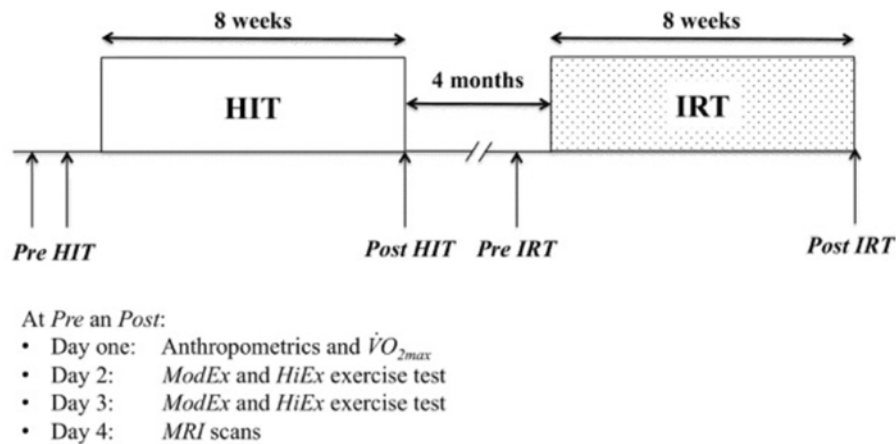 8 weeks
8 weeks
4 months
HIT
IRT
Pre HIT
Post HIT
Pre IRT
Post IRT
At Pre an Post:
• Day one: Anthropometrics and V̇O2max
• Day 2: ModEx and HiEx exercise test
• Day 3: ModEx and HiEx exercise test
• Day 4: MRI scans